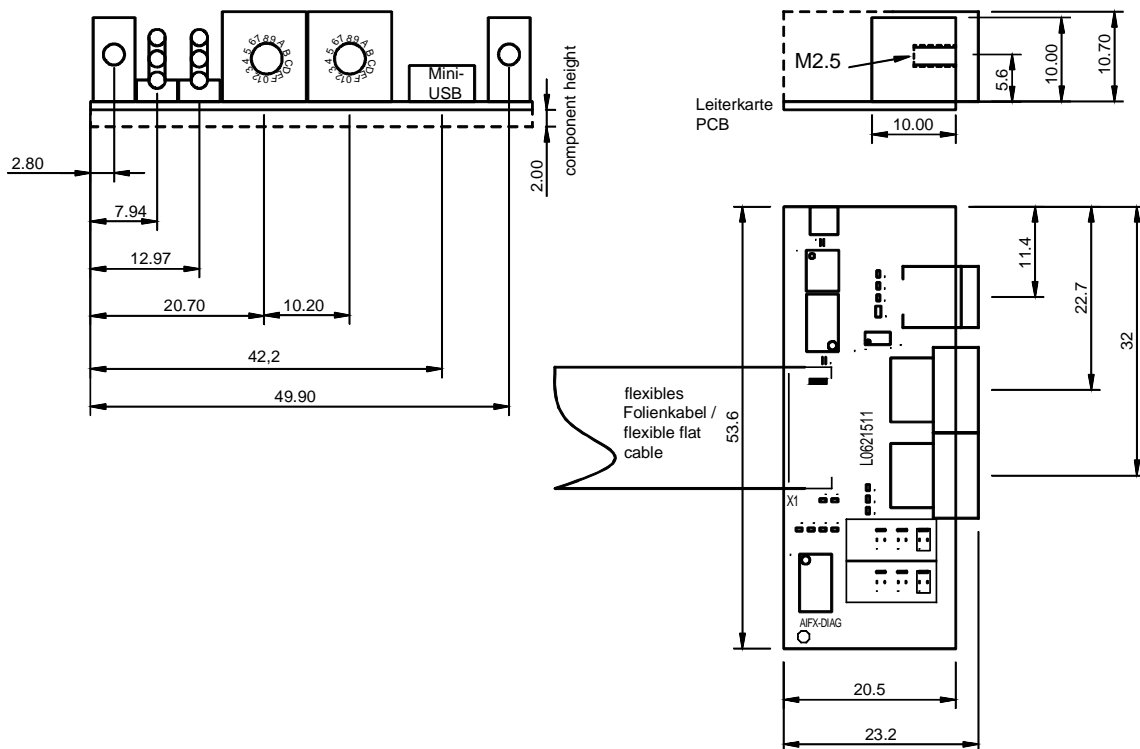 6789ABCDEF012345
6789ABCDEF012345
Mini-
USB
component height
2.00
2.80
7.94
12.97
20.70
10.20
42,2
49.90
M2.5
5.6
10.00
10.70
Leiterkarte
PCB
10.00
11.4
22.7
32
53.6
flexibles
Folienkabel /
flexible flat
cable
L0621511
X1
AIFX-DIAG
20.5
23.2